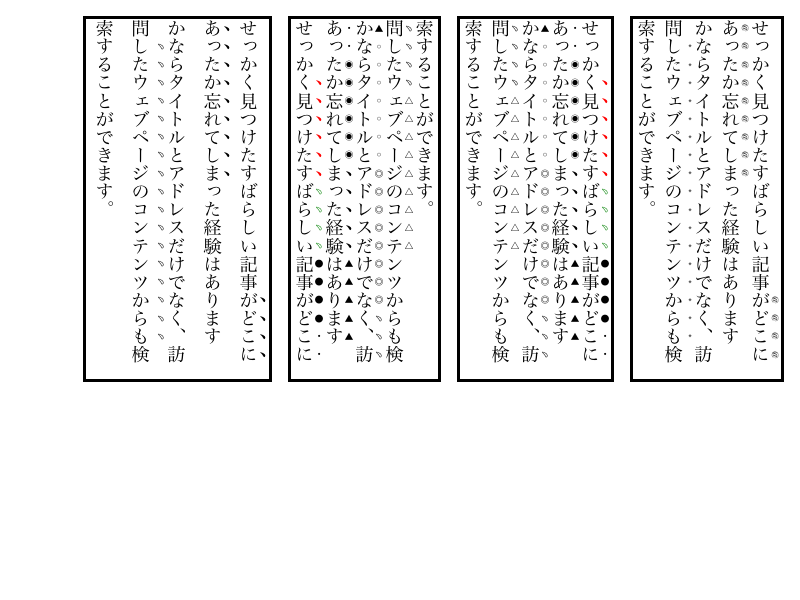 せっかく見つけたすばらしい記事がどこに
あったか忘れてしまった経験はあります
かならタイトルとアドレスだけでなく、訪
問したウェブページのコンテンツからも検
索することができます。
せっかく見つけたすばらしい記事がどこに
あったか忘れてしまった経験はあります
かならタイトルとアドレスだけでなく、訪
問したウェブページのコンテンツからも検
索することができます。
せっかく見つけたすばらしい記事がどこに
あったか忘れてしまった経験はあります
かならタイトルとアドレスだけでなく、訪
問したウェブページのコンテンツからも検
索することができます。
せっかく見つけたすばらしい記事がどこに
あったか忘れてしまった経験はあります
かならタイトルとアドレスだけでなく、訪
問したウェブページのコンテンツからも検
索することができます。